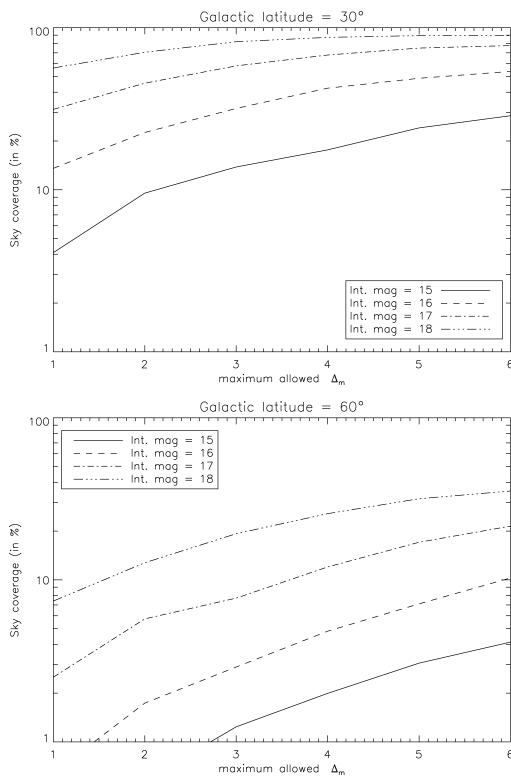 Galactic latitude = 30°
100
10
1
Sky coverage (in %)
Int. mag = 15
Int. mag = 16
Int. mag = 17
Int. mag = 18
1 2 3 4 5 6
maximum allowed Δm
Galactic latitude = 60°
100
10
1
Sky coverage (in %)
Int. mag = 15
Int. mag = 16
Int. mag = 17
Int. mag = 18
1 2 3 4 5 6
maximum allowed Δm